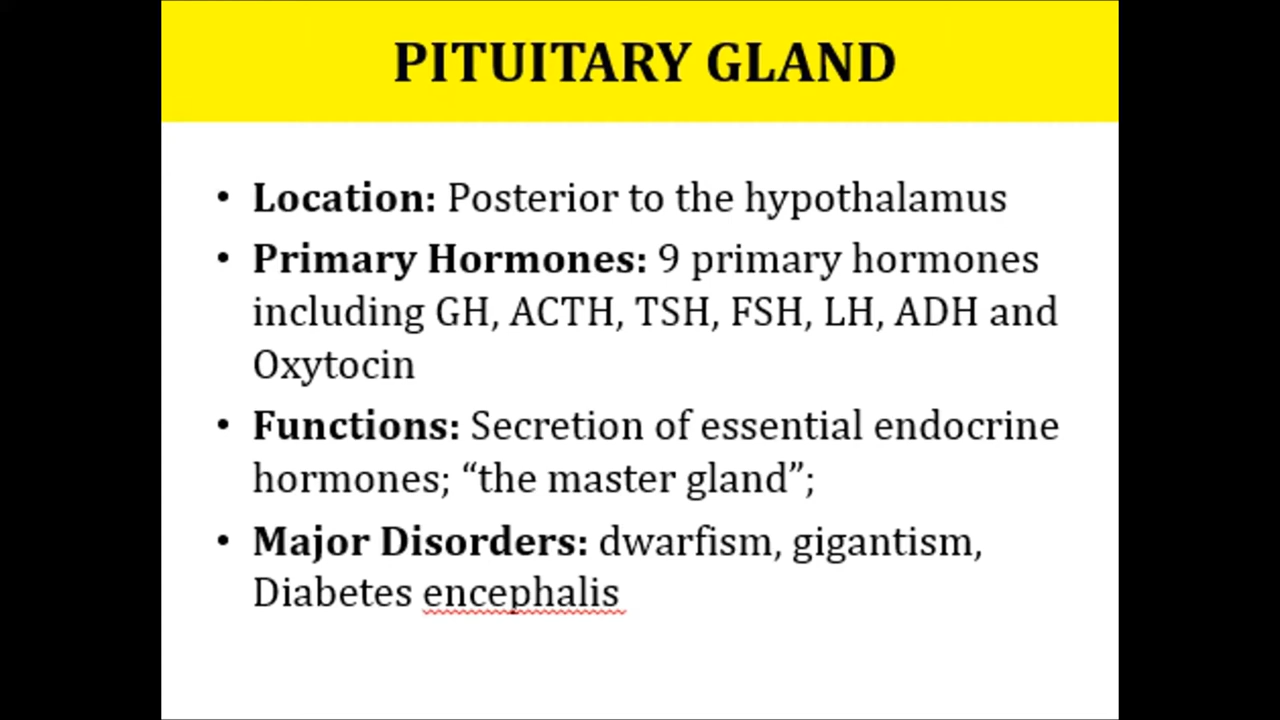 PITUITARY GLAND
• Location: Posterior to the hypothalamus
• Primary Hormones: 9 primary hormones
including GH, ACTH, TSH, FSH, LH, ADH and
Oxytocin
• Functions: Secretion of essential endocrine
hormones; “the master gland”;
• Major Disorders: dwarfism, gigantism,
Diabetes encephalis